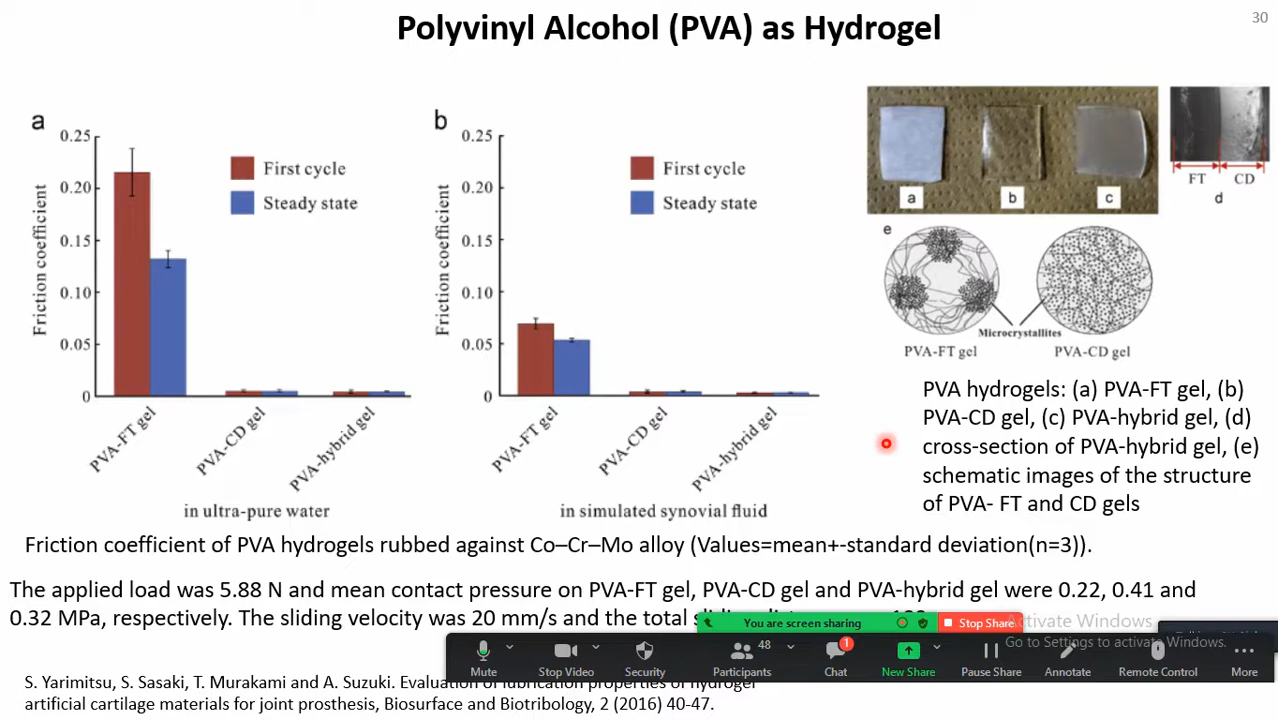 30
Polyvinyl Alcohol (PVA) as Hydrogel
a
0.25
0.20
0.15
0.10
0.05
0
Friction coefficient
First cycle
Steady state
PVA-FT gel
PVA-CD gel
PVA-hybrid gel
in ultra-pure water
b
0.25
0.20
0.15
0.10
0.05
0
Friction coefficient
First cycle
Steady state
PVA-FT gel
PVA-CD gel
PVA-hybrid gel
in simulated synovial fluid
a
b
c
FT
CD
d
e
Microcrystallites
PVA-FT gel
PVA-CD gel
PVA hydrogels: (a) PVA-FT gel, (b)
PVA-CD gel, (c) PVA-hybrid gel, (d)
cross-section of PVA-hybrid gel, (e)
schematic images of the structure
of PVA- FT and CD gels
Friction coefficient of PVA hydrogels rubbed against Co–Cr–Mo alloy (Values=mean+-standard deviation(n=3)).
The applied load was 5.88 N and mean contact pressure on PVA-FT gel, PVA-CD gel and PVA-hybrid gel were 0.22, 0.41 and
0.32 MPa, respectively. The sliding velocity was 20 mm/s and the total
You are screen sharing
Stop Share
Activate Windows
Go to Settings to activate Windows.
48
1
Mute
Stop Video
Security
Participants
Chat
New Share
Pause Share
Annotate
Remote Control
More
S. Yarimitsu, S. Sasaki, T. Murakami and A. Suzuki. Evaluation of lubrication properties of hydrogel
artificial cartilage materials for joint prosthesis, Biosurface and Biotribology, 2 (2016) 40-47.